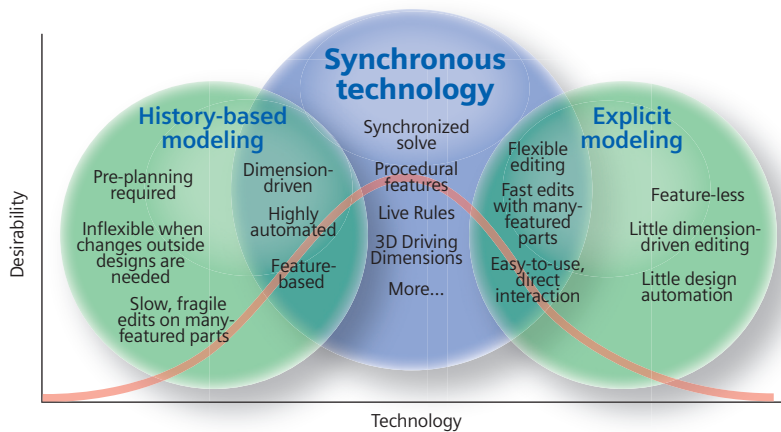 Synchronous
technology
History-based
modeling
Explicit
modeling
Desirability
Pre-planning
required
Inflexible when
changes outside
designs are
needed
Slow, fragile
edits on many-
featured parts
Dimension-
driven
Highly
automated
Feature-
based
Synchronized
solve
Procedural
features
Live Rules
3D Driving
Dimensions
More...
Flexible
editing
Fast edits
with many-
featured
parts
Easy-to-use,
direct
interaction
Feature-less
Little dimension-
driven editing
Little design
automation
Technology